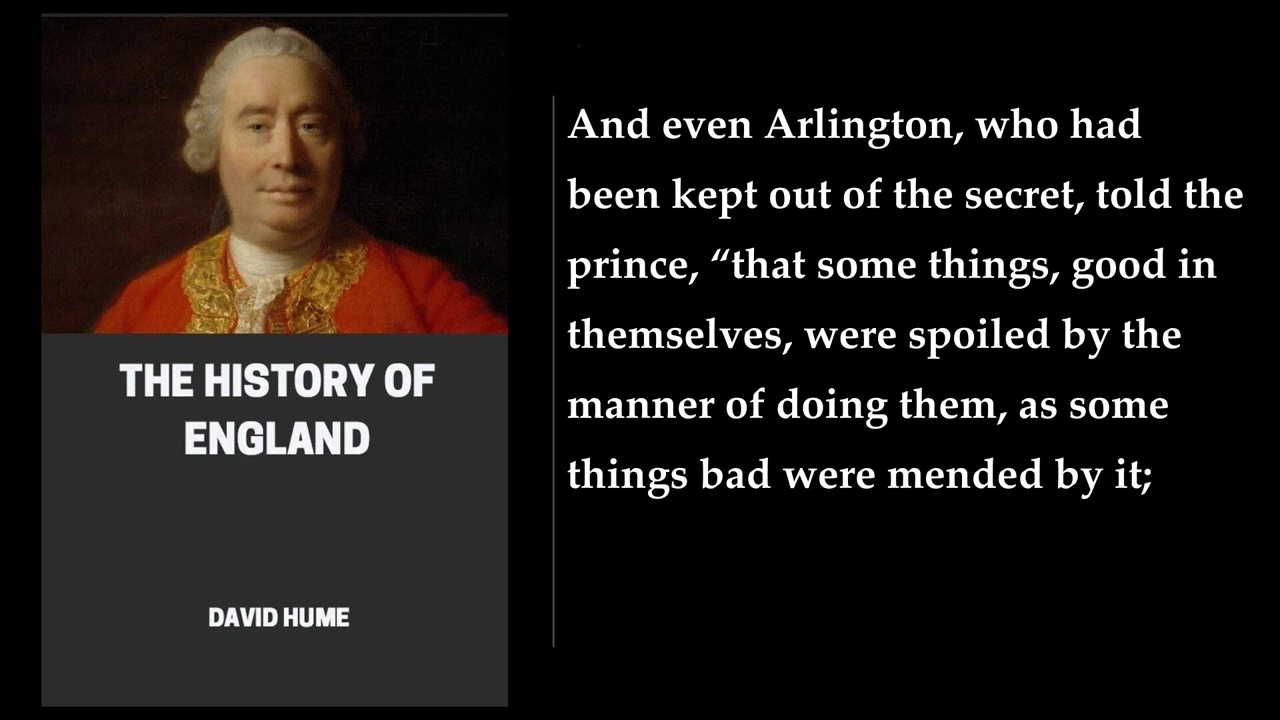 THE HISTORY OF
ENGLAND
DAVID HUME
And even Arlington, who had
been kept out of the secret, told the
prince, “that some things, good in
themselves, were spoiled by the
manner of doing them, as some
things bad were mended by it;